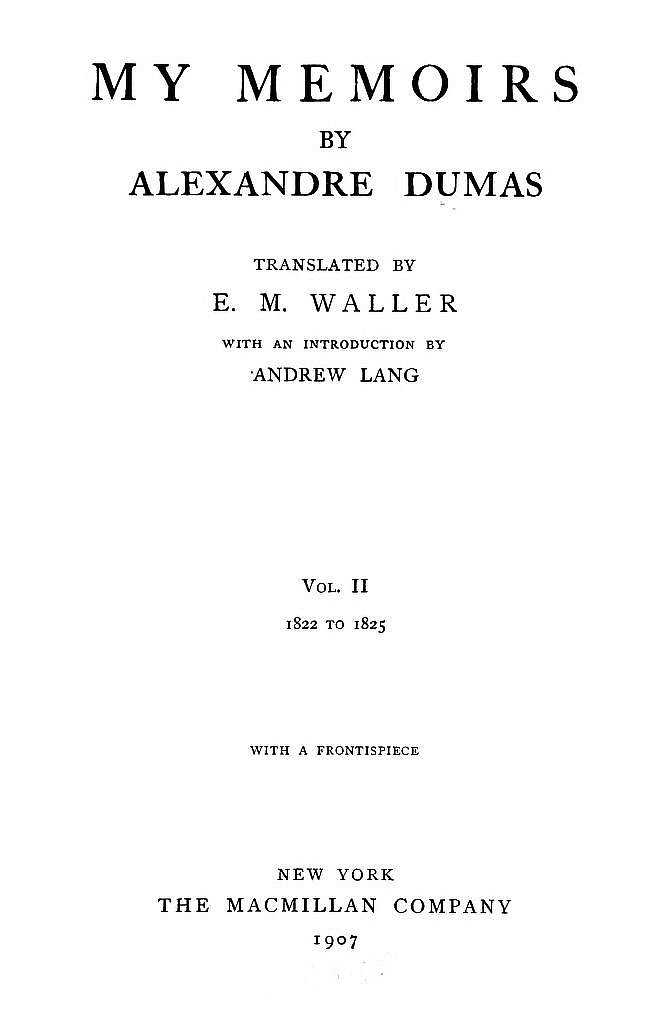 MY MEMOIRS
BY
ALEXANDRE DUMAS
TRANSLATED BY
E. M. WALLER
WITH AN INTRODUCTION BY
ANDREW LANG
VOL. II
1822 TO 1825
WITH A FRONTISPIECE
NEW YORK
THE MACMILLAN COMPANY
1907